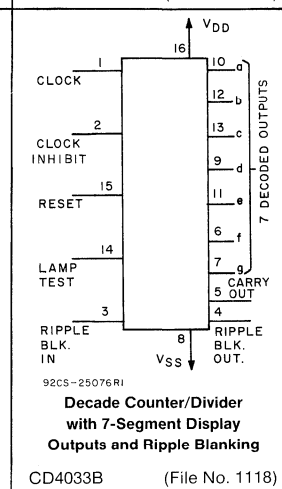 VDD
16
1
10 a
CLOCK
12 b
2
13 c
CLOCK
INHIBIT
9 d
15
11 e
RESET
6 f
14
LAMP
TEST
7 g
7 DECODED OUTPUTS
CARRY
5 OUT
3
4
RIPPLE
BLK.
IN
RIPPLE
BLK.
OUT.
8
VSS
92CS-25076R1
Decade Counter/Divider
with 7-Segment Display
Outputs and Ripple Blanking
CD4033B (File No. 1118)